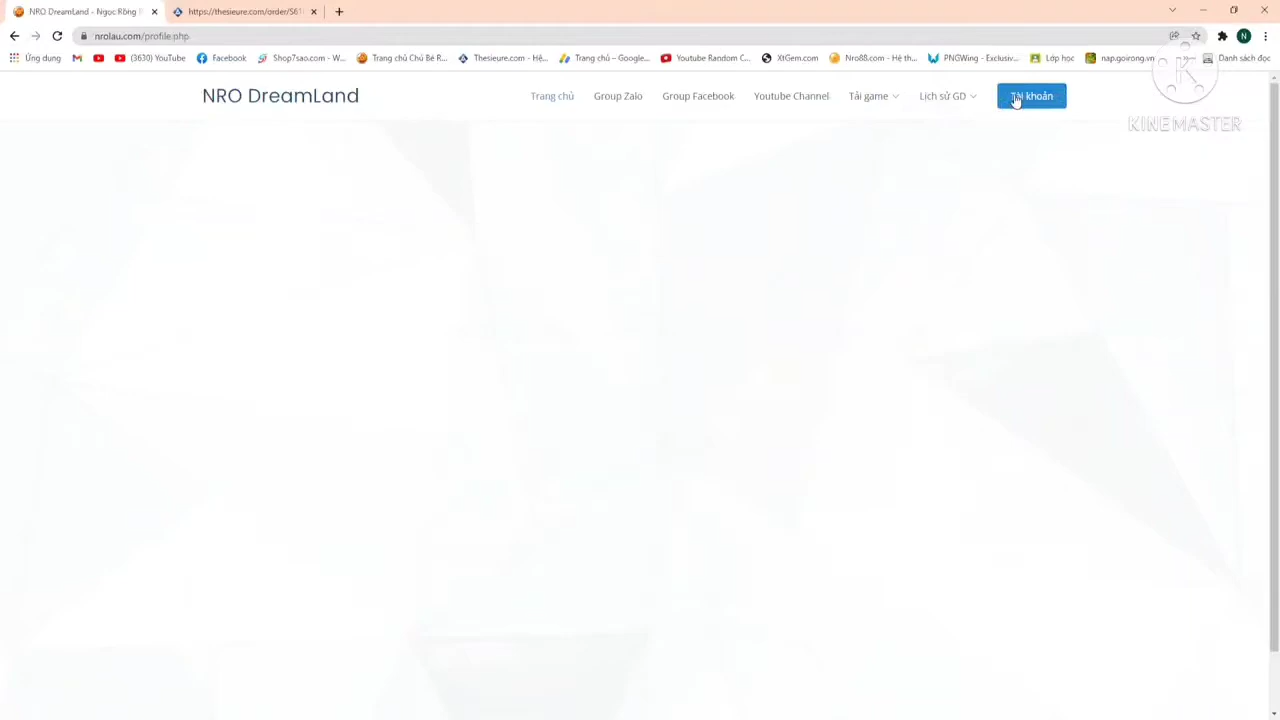 NRO DreamLand - Ngọc Rồng
https://thesieure.com/order/S61
nrolau.com/profile.php
Ứng dụng
(3630) YouTube
Facebook
Shop7sao.com - W...
Trang chủ Chú Bé R...
Thesieure.com - Hệ...
Trang chủ – Google...
Youtube Random C...
XtGem.com
Nro88.com - Hệ th...
PNGWing - Exclusiv...
Lớp học
nap.goirong.vn
Danh sách đọc
NRO DreamLand
Trang chủ
Group Zalo
Group Facebook
Youtube Channel
Tải game
Lịch sử GD
Tài khoản
K
KINEMASTER